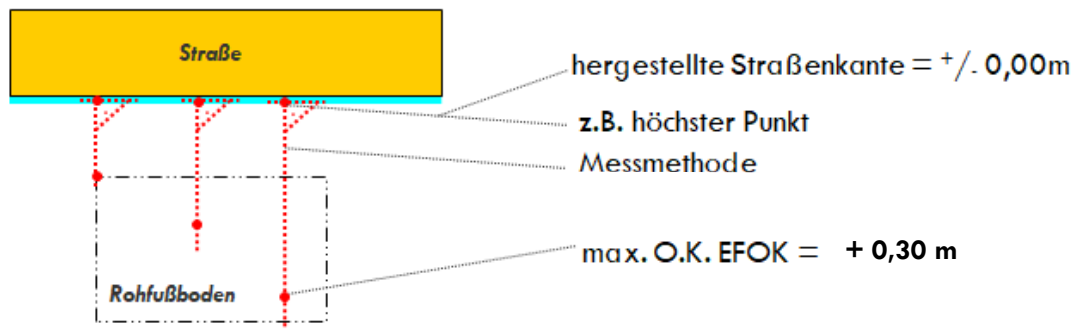 Straße
hergestellte Straßenkante = +/- 0,00m
z.B. höchster Punkt
Messmethode
max. O.K. EFOK = + 0,30 m
Rohfußboden